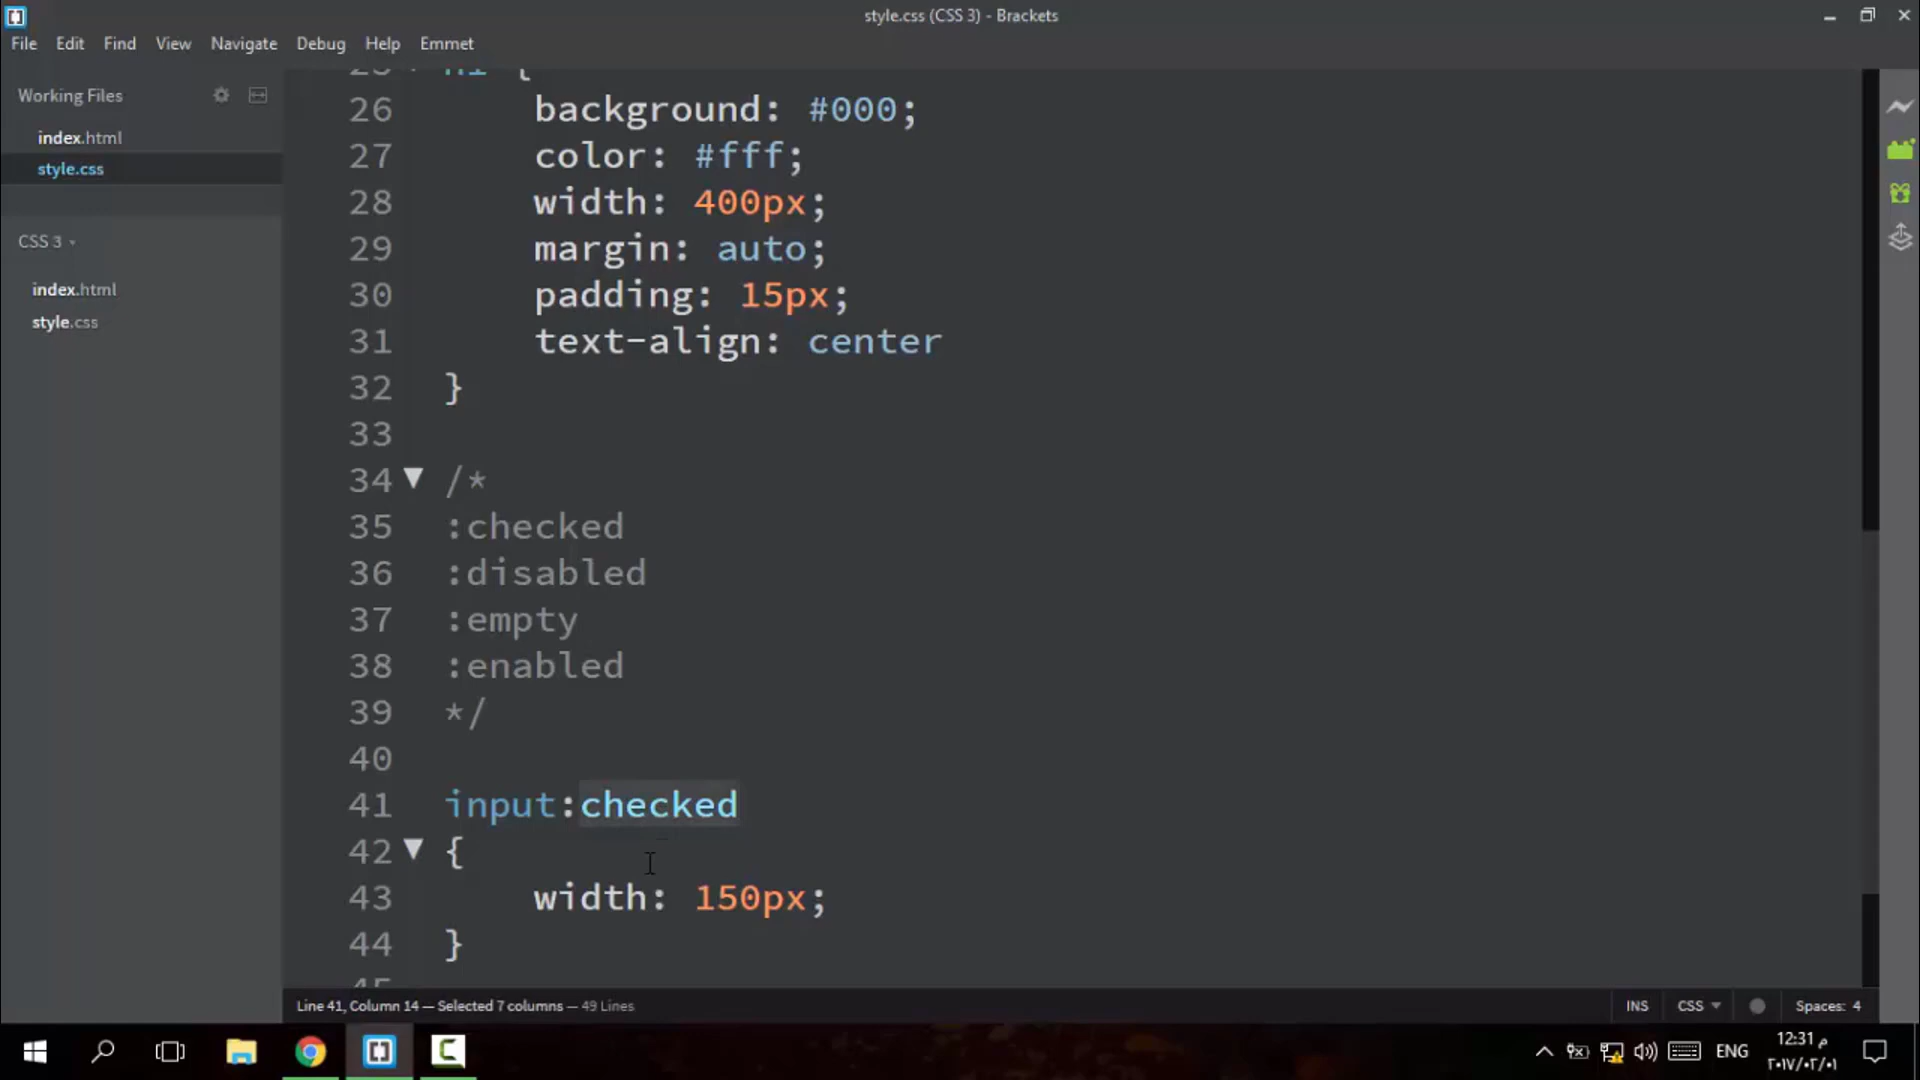 style.css (CSS 3) - Brackets
File Edit Find View Navigate Debug Help Emmet
Working Files
index.html
style.css
CSS 3
index.html
style.css
26 background: #000;
27 color: #fff;
28 width: 400px;
29 margin: auto;
30 padding: 15px;
31 text-align: center
32 }
33
34 /*
35 :checked
36 :disabled
37 :empty
38 :enabled
39 */
40
41 input:checked
42 {
43 width: 150px;
44 }
Line 41, Column 14 — Selected 7 columns — 49 Lines
INS CSS Spaces: 4
ENG
12:31 م
٢٠١٧/٠٢/٠١